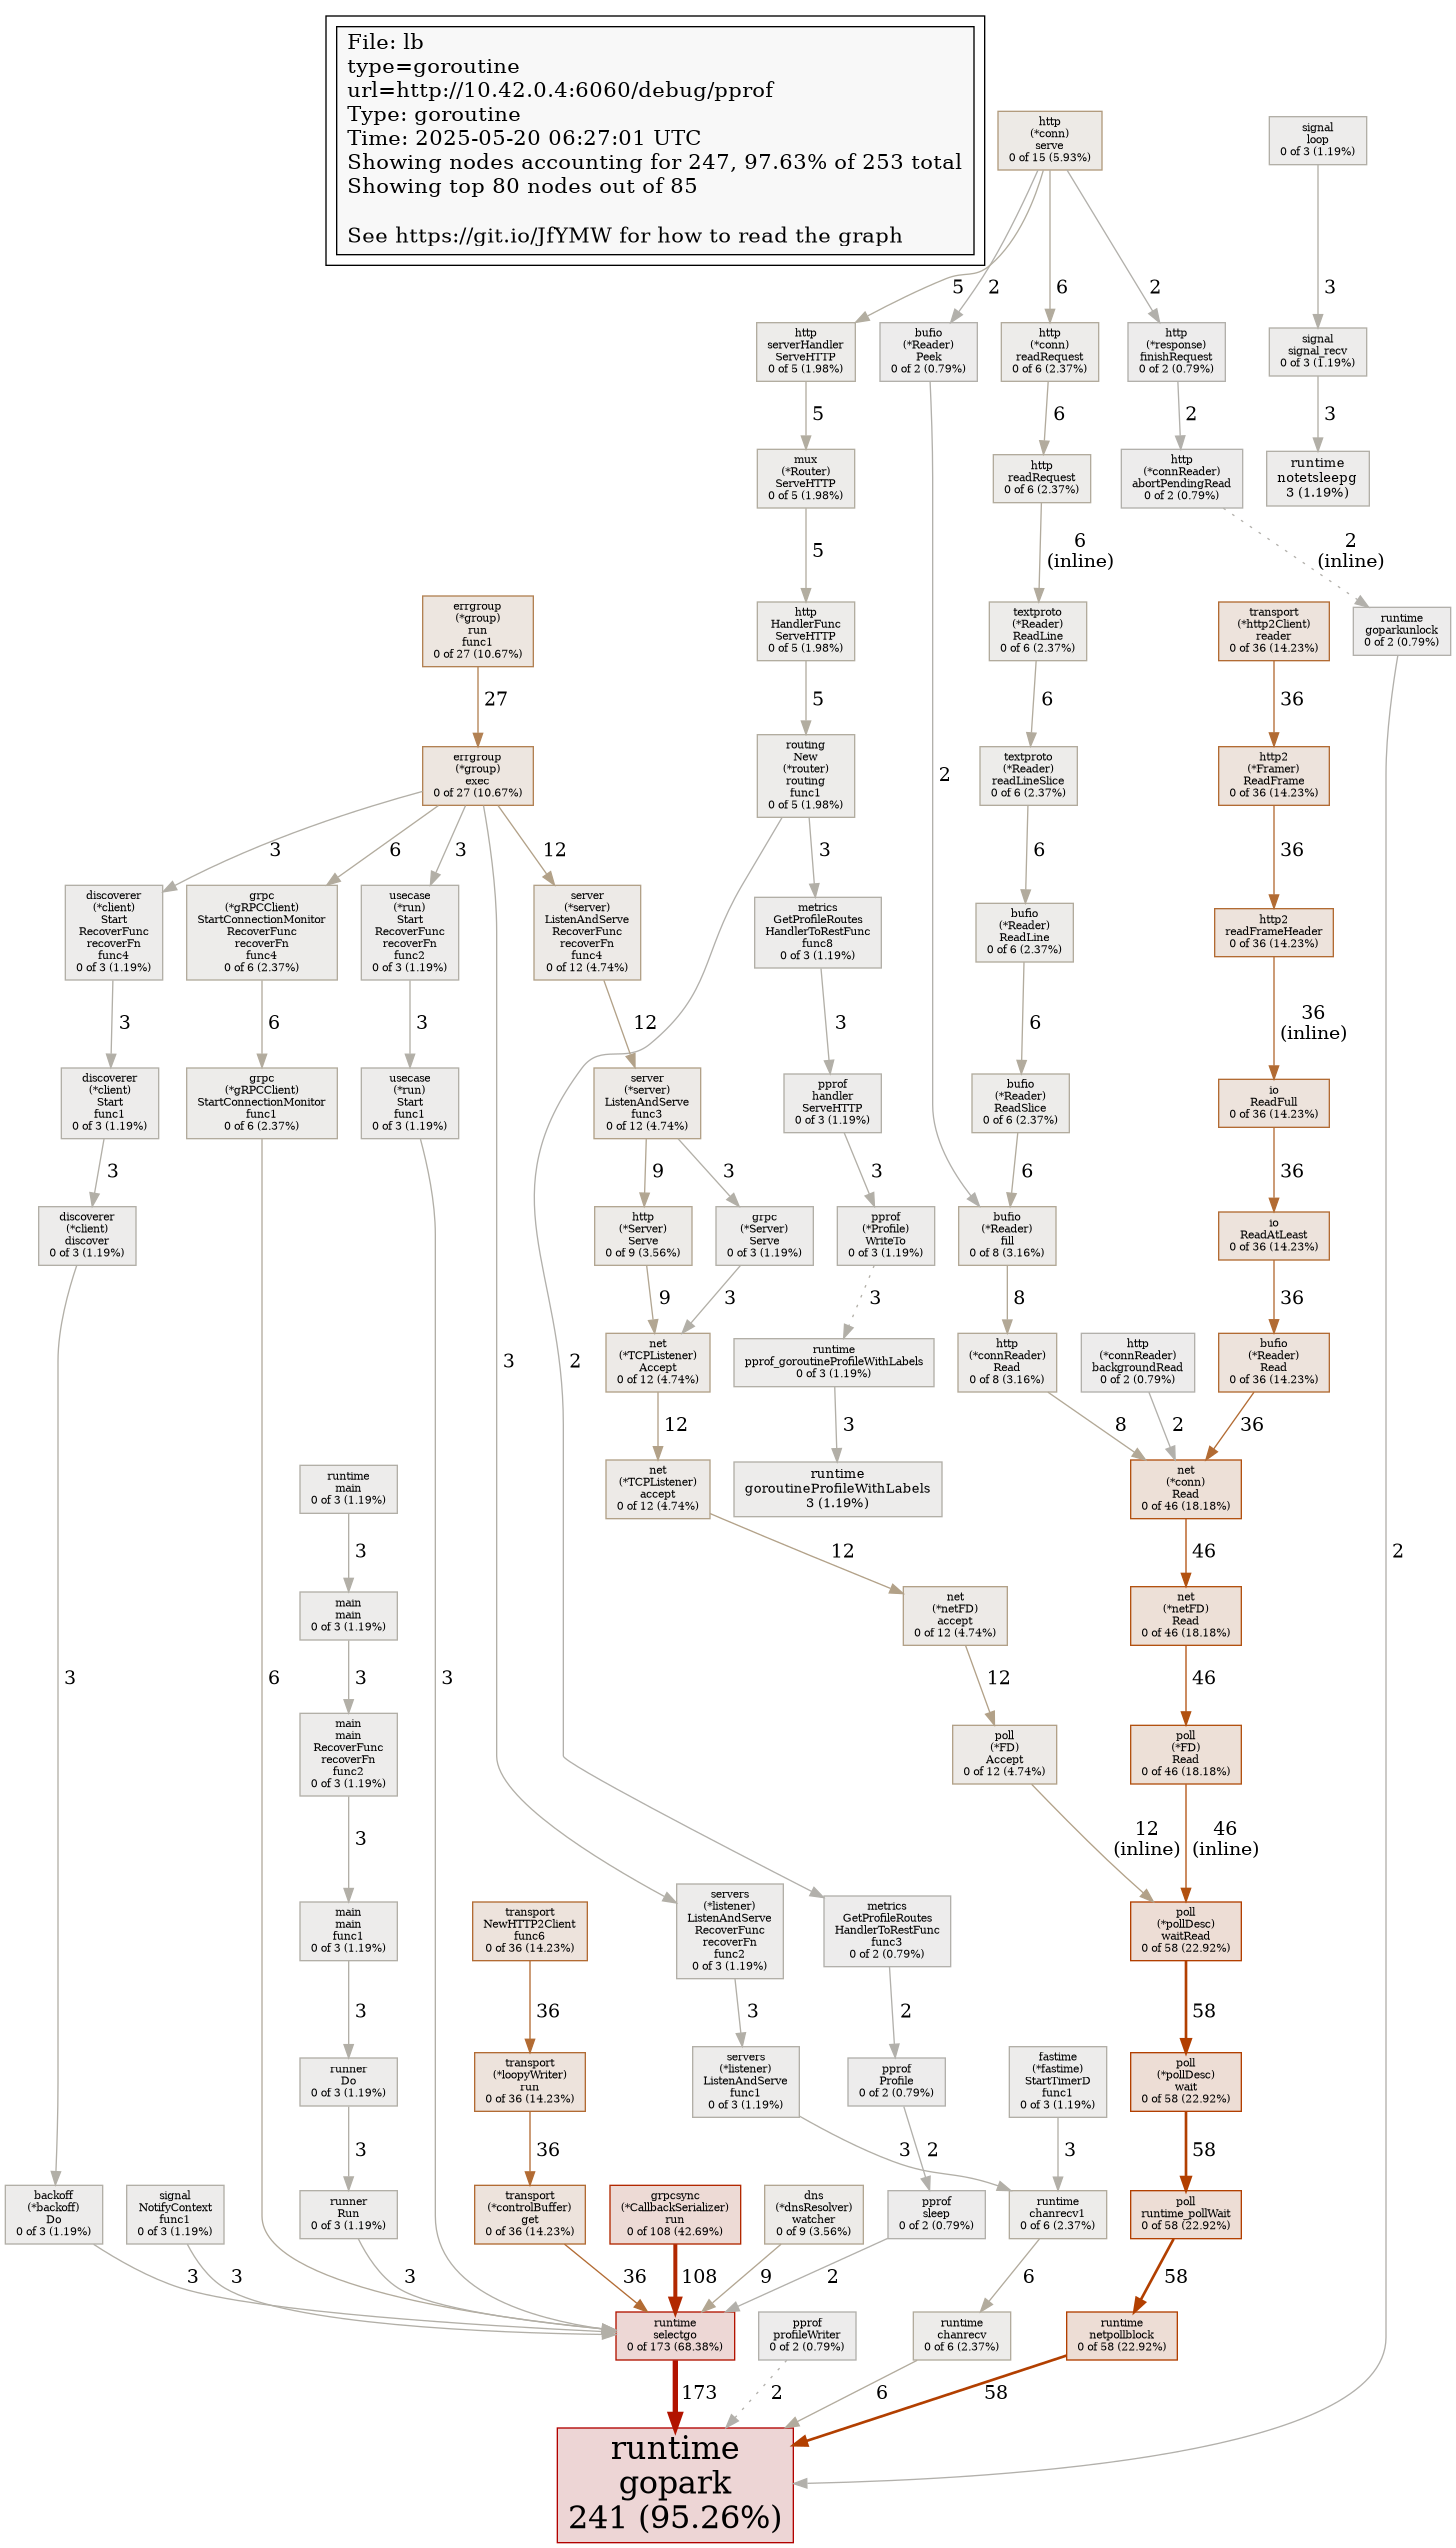 File: lb
type=goroutine
url=http://10.42.0.4:6060/debug/pprof
Type: goroutine
Time: 2025-05-20 06:27:01 UTC
Showing nodes accounting for 247, 97.63% of 253 total
Showing top 80 nodes out of 85
See https://git.io/JfYMW for how to read the graph
http
(*conn)
serve
0 of 15 (5.93%)
signal
loop
0 of 3 (1.19%)
5
2
6
2
3
http
serverHandler
ServeHTTP
0 of 5 (1.98%)
bufio
(*Reader)
Peek
0 of 2 (0.79%)
http
(*conn)
readRequest
0 of 6 (2.37%)
http
(*response)
finishRequest
0 of 2 (0.79%)
signal
signal_recv
0 of 3 (1.19%)
5
6
2
3
mux
(*Router)
ServeHTTP
0 of 5 (1.98%)
http
readRequest
0 of 6 (2.37%)
http
(*connReader)
abortPendingRead
0 of 2 (0.79%)
runtime
notetsleepg
3 (1.19%)
5
6
(inline)
2
(inline)
errgroup
(*group)
run
func1
0 of 27 (10.67%)
http
HandlerFunc
ServeHTTP
0 of 5 (1.98%)
textproto
(*Reader)
ReadLine
0 of 6 (2.37%)
transport
(*http2Client)
reader
0 of 36 (14.23%)
runtime
goparkunlock
0 of 2 (0.79%)
27
5
6
36
errgroup
(*group)
exec
0 of 27 (10.67%)
routing
New
(*router)
routing
func1
0 of 5 (1.98%)
2
textproto
(*Reader)
readLineSlice
0 of 6 (2.37%)
http2
(*Framer)
ReadFrame
0 of 36 (14.23%)
3
6
3
12
3
6
36
discoverer
(*client)
Start
RecoverFunc
recoverFn
func4
0 of 3 (1.19%)
grpc
(*gRPCClient)
StartConnectionMonitor
RecoverFunc
recoverFn
func4
0 of 6 (2.37%)
usecase
(*run)
Start
RecoverFunc
recoverFn
func2
0 of 3 (1.19%)
server
(*server)
ListenAndServe
RecoverFunc
recoverFn
func4
0 of 12 (4.74%)
metrics
GetProfileRoutes
HandlerToRestFunc
func8
0 of 3 (1.19%)
bufio
(*Reader)
ReadLine
0 of 6 (2.37%)
http2
readFrameHeader
0 of 36 (14.23%)
3
6
3
12
3
6
36
(inline)
discoverer
(*client)
Start
func1
0 of 3 (1.19%)
grpc
(*gRPCClient)
StartConnectionMonitor
func1
0 of 6 (2.37%)
usecase
(*run)
Start
func1
0 of 3 (1.19%)
server
(*server)
ListenAndServe
func3
0 of 12 (4.74%)
pprof
handler
ServeHTTP
0 of 3 (1.19%)
bufio
(*Reader)
ReadSlice
0 of 6 (2.37%)
io
ReadFull
0 of 36 (14.23%)
3
9
3
3
6
36
discoverer
(*client)
discover
0 of 3 (1.19%)
http
(*Server)
Serve
0 of 9 (3.56%)
grpc
(*Server)
Serve
0 of 3 (1.19%)
pprof
(*Profile)
WriteTo
0 of 3 (1.19%)
bufio
(*Reader)
fill
0 of 8 (3.16%)
io
ReadAtLeast
0 of 36 (14.23%)
9
3
3
8
36
3
2
net
(*TCPListener)
Accept
0 of 12 (4.74%)
runtime
pprof_goroutineProfileWithLabels
0 of 3 (1.19%)
http
(*connReader)
Read
0 of 8 (3.16%)
http
(*connReader)
backgroundRead
0 of 2 (0.79%)
bufio
(*Reader)
Read
0 of 36 (14.23%)
12
3
8
2
36
runtime
main
0 of 3 (1.19%)
net
(*TCPListener)
accept
0 of 12 (4.74%)
runtime
goroutineProfileWithLabels
3 (1.19%)
net
(*conn)
Read
0 of 46 (18.18%)
3
12
46
2
main
main
0 of 3 (1.19%)
net
(*netFD)
accept
0 of 12 (4.74%)
net
(*netFD)
Read
0 of 46 (18.18%)
3
6
3
3
12
46
main
main
RecoverFunc
recoverFn
func2
0 of 3 (1.19%)
poll
(*FD)
Accept
0 of 12 (4.74%)
poll
(*FD)
Read
0 of 46 (18.18%)
3
12
(inline)
46
(inline)
main
main
func1
0 of 3 (1.19%)
transport
NewHTTP2Client
func6
0 of 36 (14.23%)
servers
(*listener)
ListenAndServe
RecoverFunc
recoverFn
func2
0 of 3 (1.19%)
metrics
GetProfileRoutes
HandlerToRestFunc
func3
0 of 2 (0.79%)
poll
(*pollDesc)
waitRead
0 of 58 (22.92%)
3
36
3
2
58
runner
Do
0 of 3 (1.19%)
transport
(*loopyWriter)
run
0 of 36 (14.23%)
servers
(*listener)
ListenAndServe
func1
0 of 3 (1.19%)
pprof
Profile
0 of 2 (0.79%)
fastime
(*fastime)
StartTimerD
func1
0 of 3 (1.19%)
poll
(*pollDesc)
wait
0 of 58 (22.92%)
3
36
3
2
3
58
backoff
(*backoff)
Do
0 of 3 (1.19%)
signal
NotifyContext
func1
0 of 3 (1.19%)
runner
Run
0 of 3 (1.19%)
transport
(*controlBuffer)
get
0 of 36 (14.23%)
grpcsync
(*CallbackSerializer)
run
0 of 108 (42.69%)
dns
(*dnsResolver)
watcher
0 of 9 (3.56%)
pprof
sleep
0 of 2 (0.79%)
runtime
chanrecv1
0 of 6 (2.37%)
poll
runtime_pollWait
0 of 58 (22.92%)
3
3
3
36
108
9
2
6
58
runtime
selectgo
0 of 173 (68.38%)
pprof
profileWriter
0 of 2 (0.79%)
runtime
chanrecv
0 of 6 (2.37%)
runtime
netpollblock
0 of 58 (22.92%)
173
2
6
58
runtime
gopark
241 (95.26%)